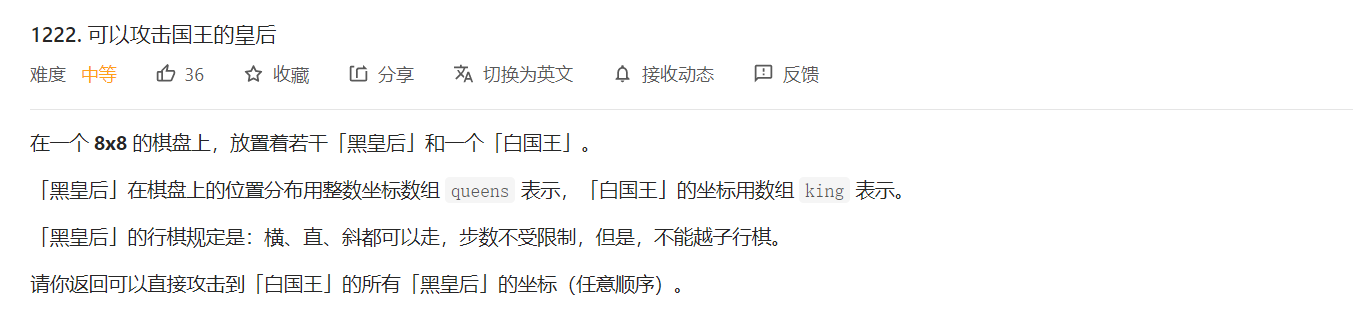 1222. 可以攻击国王的皇后
难度 中等 36 收藏 分享 切换为英文 接收动态 反馈
在一个 8x8 的棋盘上，放置着若干「黑皇后」和一个「白国王」。
「黑皇后」在棋盘上的位置分布用整数坐标数组 queens 表示，「白国王」的坐标用数组 king 表示。
「黑皇后」的行棋规定是：横、直、斜都可以走，步数不受限制，但是，不能越子行棋。
请你返回可以直接攻击到「白国王」的所有「黑皇后」的坐标（任意顺序）。